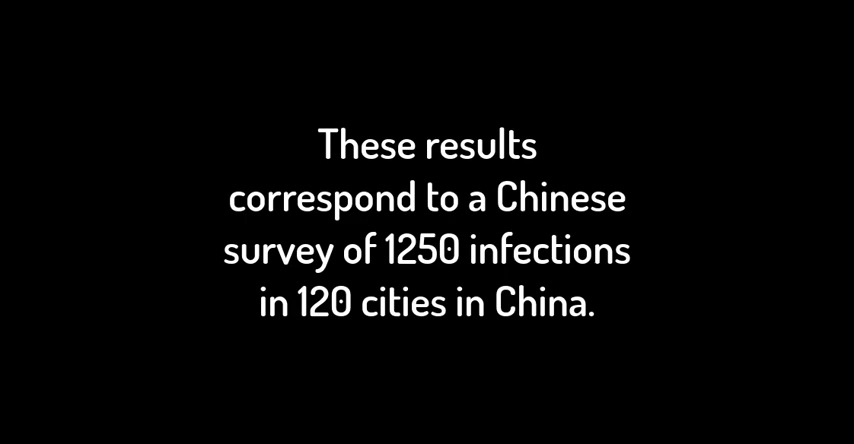 These results
correspond to a Chinese
survey of 1250 infections
in 120 cities in China.